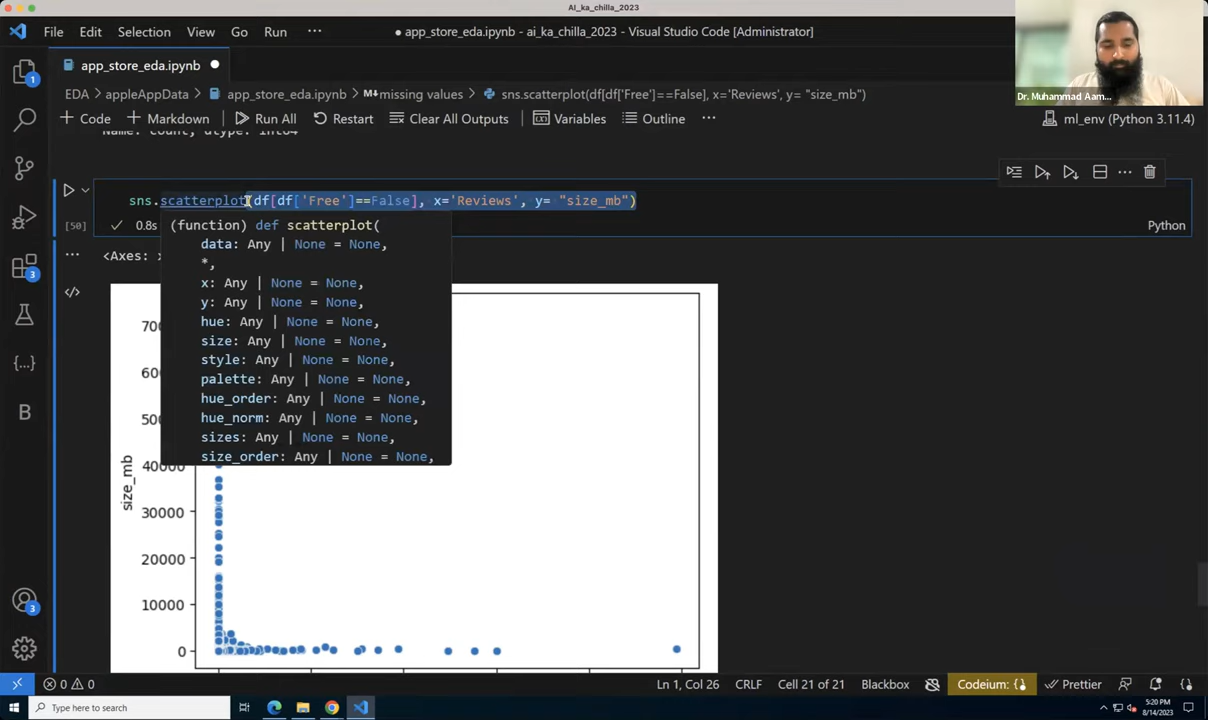 AI_ka_chilla_2023
File Edit Selection View Go Run ··· ● app_store_eda.ipynb - ai_ka_chilla_2023 - Visual Studio Code [Administrator]
app_store_eda.ipynb ●
Dr. Muhammad Aam...
EDA > appleAppData > app_store_eda.ipynb > M↓missing values > sns.scatterplot(df[df['Free']==False], x='Reviews', y= "size_mb")
+ Code + Markdown Run All Restart Clear All Outputs Variables Outline ··· ml_env (Python 3.11.4)
Name: count, dtype: int64
sns.scatterplot(df[df['Free']==False], x='Reviews', y= "size_mb")
[50] ✓ 0.8s Python
(function) def scatterplot(
data: Any | None = None,
*,
x: Any | None = None,
y: Any | None = None,
hue: Any | None = None,
size: Any | None = None,
style: Any | None = None,
palette: Any | None = None,
hue_order: Any | None = None,
hue_norm: Any | None = None,
sizes: Any | None = None,
size_order: Any | None = None,
<Axes:
size_mb
40000
30000
20000
10000
0
1
3
B
3
0 0 Ln 1, Col 26 CRLF Cell 21 of 21 Blackbox Codeium: {} Prettier
Type here to search
5:20 PM
8/14/2023